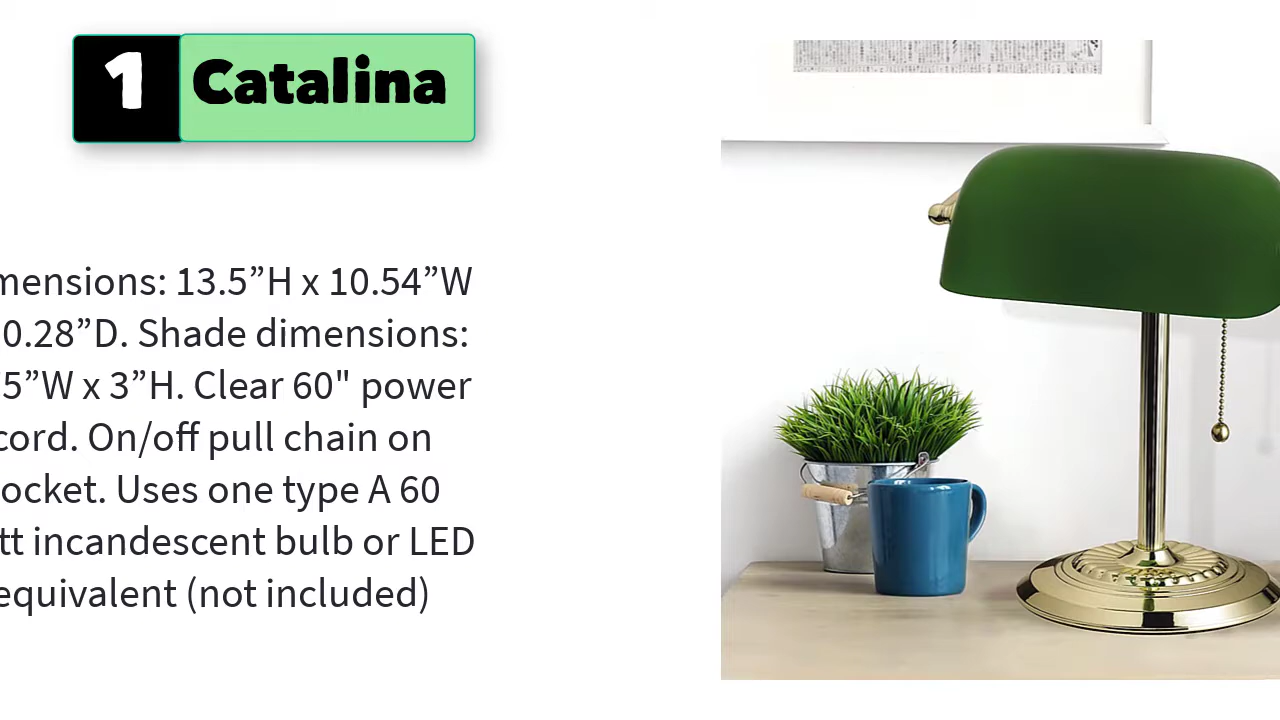 1 Catalina
mensions: 13.5”H x 10.54”W
0.28”D. Shade dimensions:
5”W x 3”H. Clear 60" power
cord. On/off pull chain on
ocket. Uses one type A 60
tt incandescent bulb or LED
equivalent (not included)